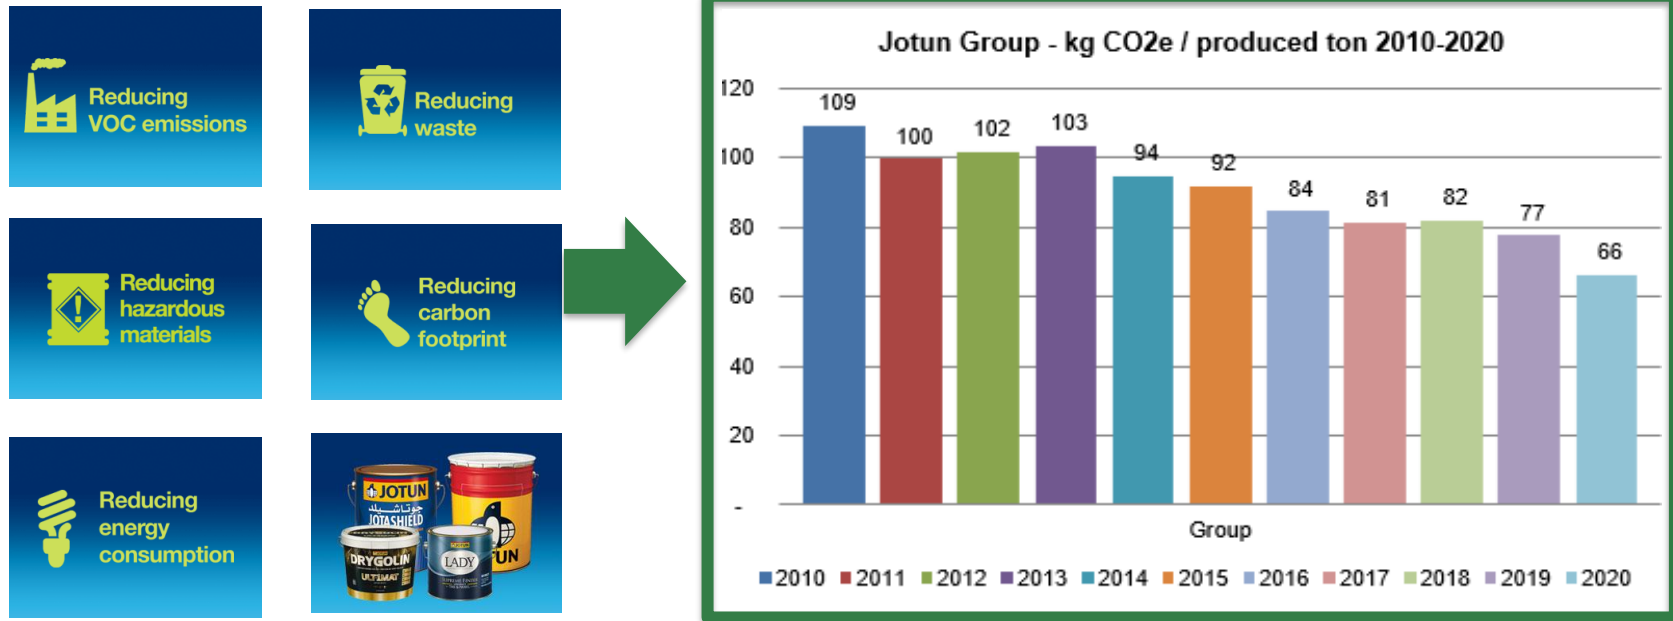 Reducing
VOC emissions
Reducing
waste
Reducing
hazardous
materials
Reducing
carbon
footprint
Reducing
energy
consumption
JOTUN
جوتاشيلد
JOTASHIELD
DRYGOLIN
ULTIMAT
LADY
SUPREME FINISH
TUN
Jotun Group - kg CO2e / produced ton 2010-2020
120
100
80
60
40
20
-
109
100
102
103
94
92
84
81
82
77
66
Group
2010 2011 2012 2013 2014 2015 2016 2017 2018 2019 2020